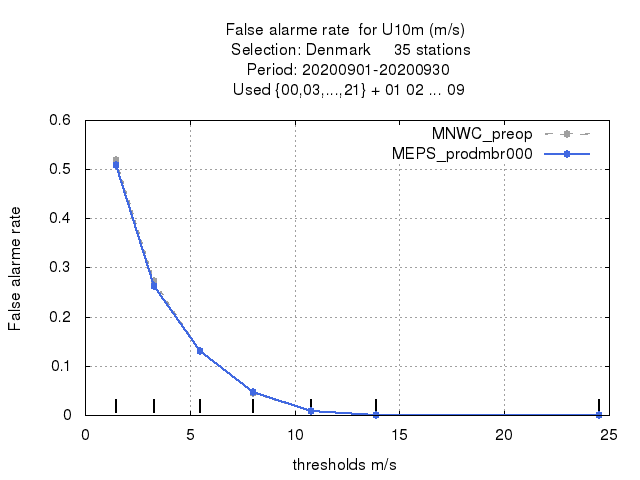 False alarme rate  for U10m (m/s)
Selection: Denmark     35 stations
Period: 20200901-20200930
Used {00,03,...,21} + 01 02 ... 09
MNWC_preop
MEPS_prodmbr000
False alarme rate
0.6
0.5
0.4
0.3
0.2
0.1
0
0 5 10 15 20 25
thresholds m/s